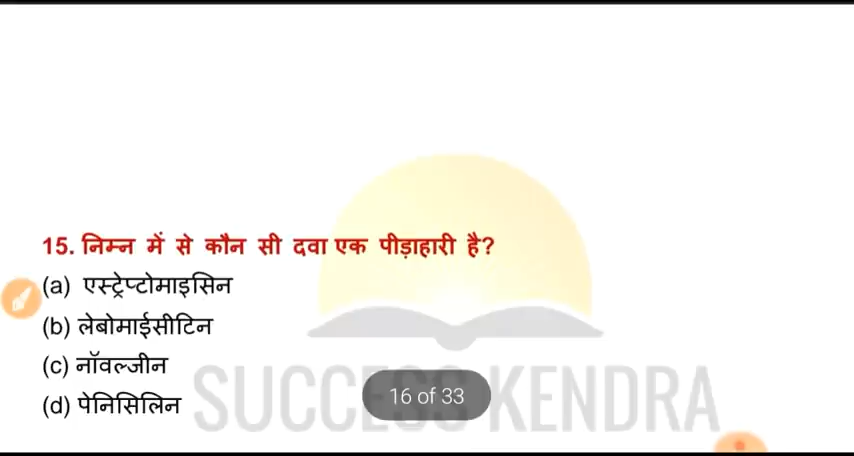 15. निम्न में से कौन सी दवा एक पीड़ाहारी है?
(a) एस्ट्रेप्टोमाइसिन
(b) लेबोमाईसीटिन
(c) नॉवल्जीन
(d) पेनिसिलिन
SUCCESS KENDRA
16 of 33